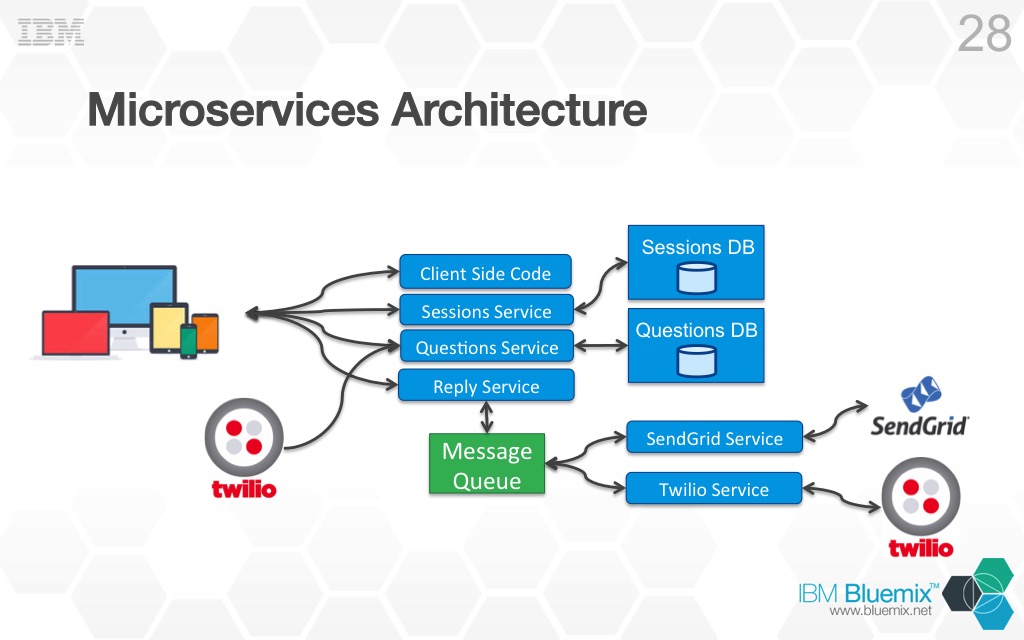 IBM
28
Microservices Architecture
Client Side Code
Sessions Service
Questions Service
Reply Service
Sessions DB
Questions DB
Message
Queue
SendGrid Service
Twilio Service
SendGrid
twilio
twilio
IBM Bluemix™
www.bluemix.net